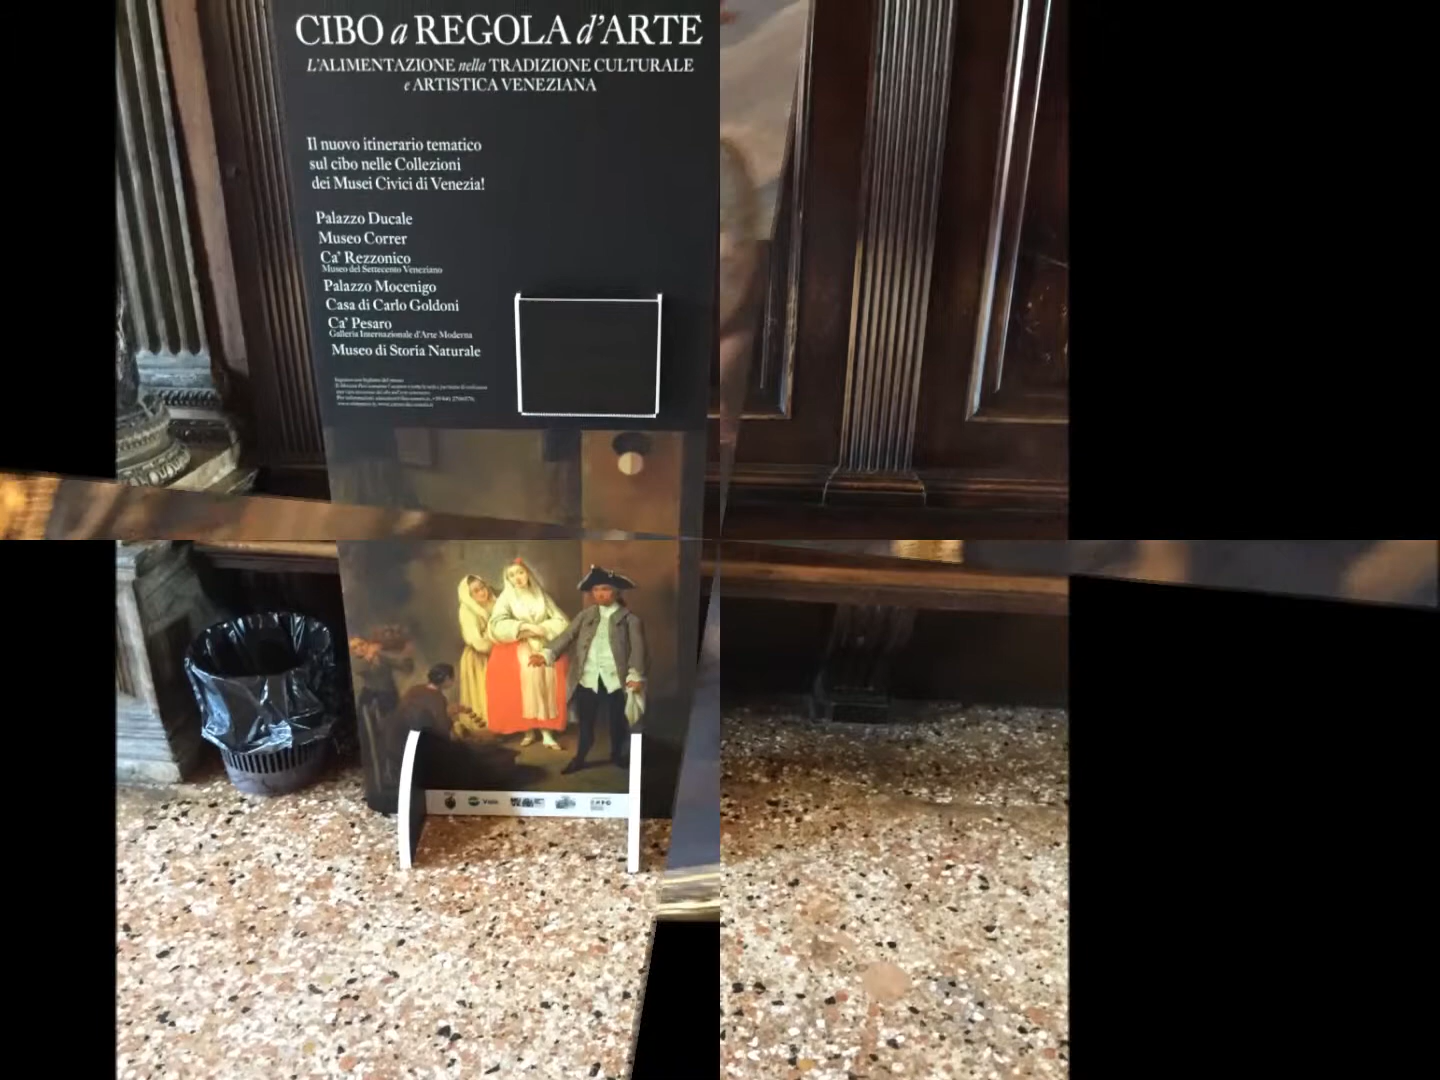 CIBO a REGOLA d'ARTE
L'ALIMENTAZIONE nella TRADIZIONE CULTURALE
e ARTISTICA VENEZIANA
Il nuovo itinerario tematico
sul cibo nelle Collezioni
dei Musei Civici di Venezia!
Palazzo Ducale
Museo Correr
Ca' Rezzonico
Museo del Settecento Veneziano
Palazzo Mocenigo
Casa di Carlo Goldoni
Ca' Pesaro
Galleria Internazionale d'Arte Moderna
Museo di Storia Naturale